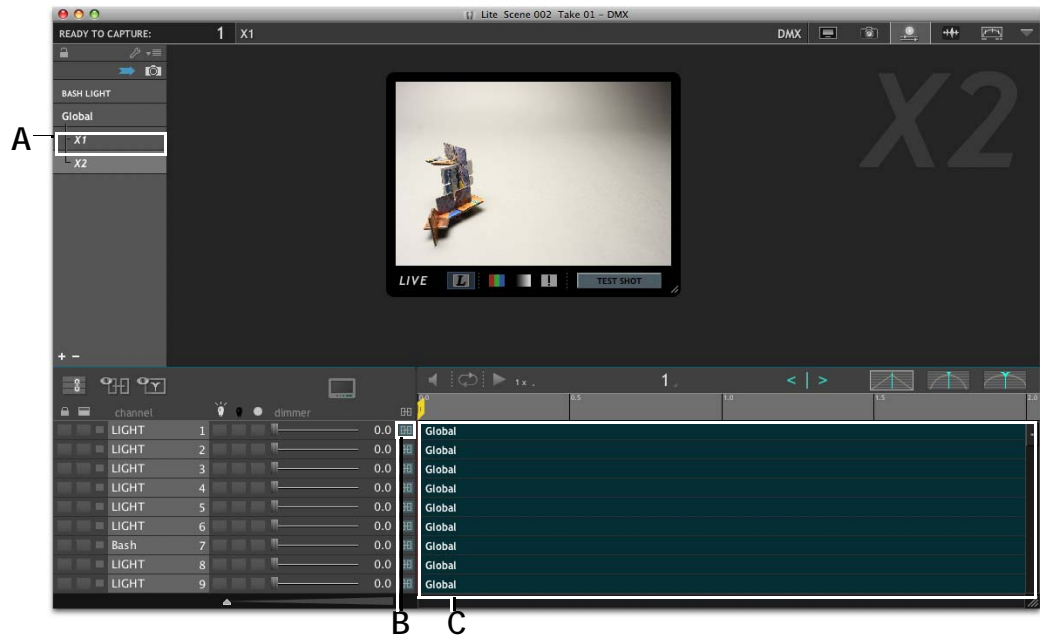 Lite Scene 002 Take 01 – DMX
READY TO CAPTURE: 1 X1 DMX
BASH LIGHT
Global
A
X1
X2
X2
LIVE L ! TEST SHOT
+ −
1x 1 < | >
channel dimmer
0.0 0.5 1.0 1.5 2.0
LIGHT 1 0.0 Global
LIGHT 2 0.0 Global
LIGHT 3 0.0 Global
LIGHT 4 0.0 Global
LIGHT 5 0.0 Global
LIGHT 6 0.0 Global
Bash 7 0.0 Global
LIGHT 8 0.0 Global
LIGHT 9 0.0 Global
B C